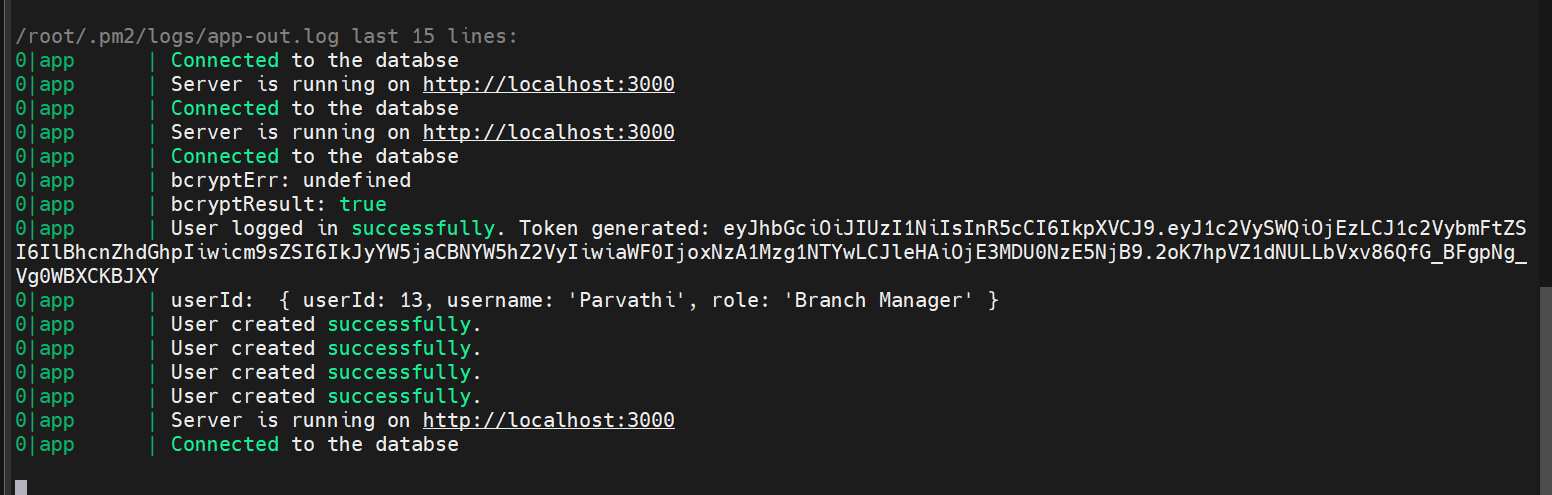 /root/.pm2/logs/app-out.log last 15 lines:
0|app      | Connected to the databse
0|app      | Server is running on http://localhost:3000
0|app      | Connected to the databse
0|app      | Server is running on http://localhost:3000
0|app      | Connected to the databse
0|app      | bcryptErr: undefined
0|app      | bcryptResult: true
0|app      | User logged in successfully. Token generated: eyJhbGciOiJIUzI1NiIsInR5cCI6IkpXVCJ9.eyJ1c2VySWQiOjEzLCJ1c2VybmFtZS
I6IlBhcnZhdGhpIiwicm9sZSI6IkJyYW5jaCBNYW5hZ2VyIiwiaWF0IjoxNzA1Mzg1NTYwLCJleHAiOjE3MDU0NzE5NjB9.2oK7hpVZ1dNULLbVxv86QfG_BFgpNg_
Vg0WBXCKBJXY
0|app      | userId:  { userId: 13, username: 'Parvathi', role: 'Branch Manager' }
0|app      | User created successfully.
0|app      | User created successfully.
0|app      | User created successfully.
0|app      | User created successfully.
0|app      | Server is running on http://localhost:3000
0|app      | Connected to the databse